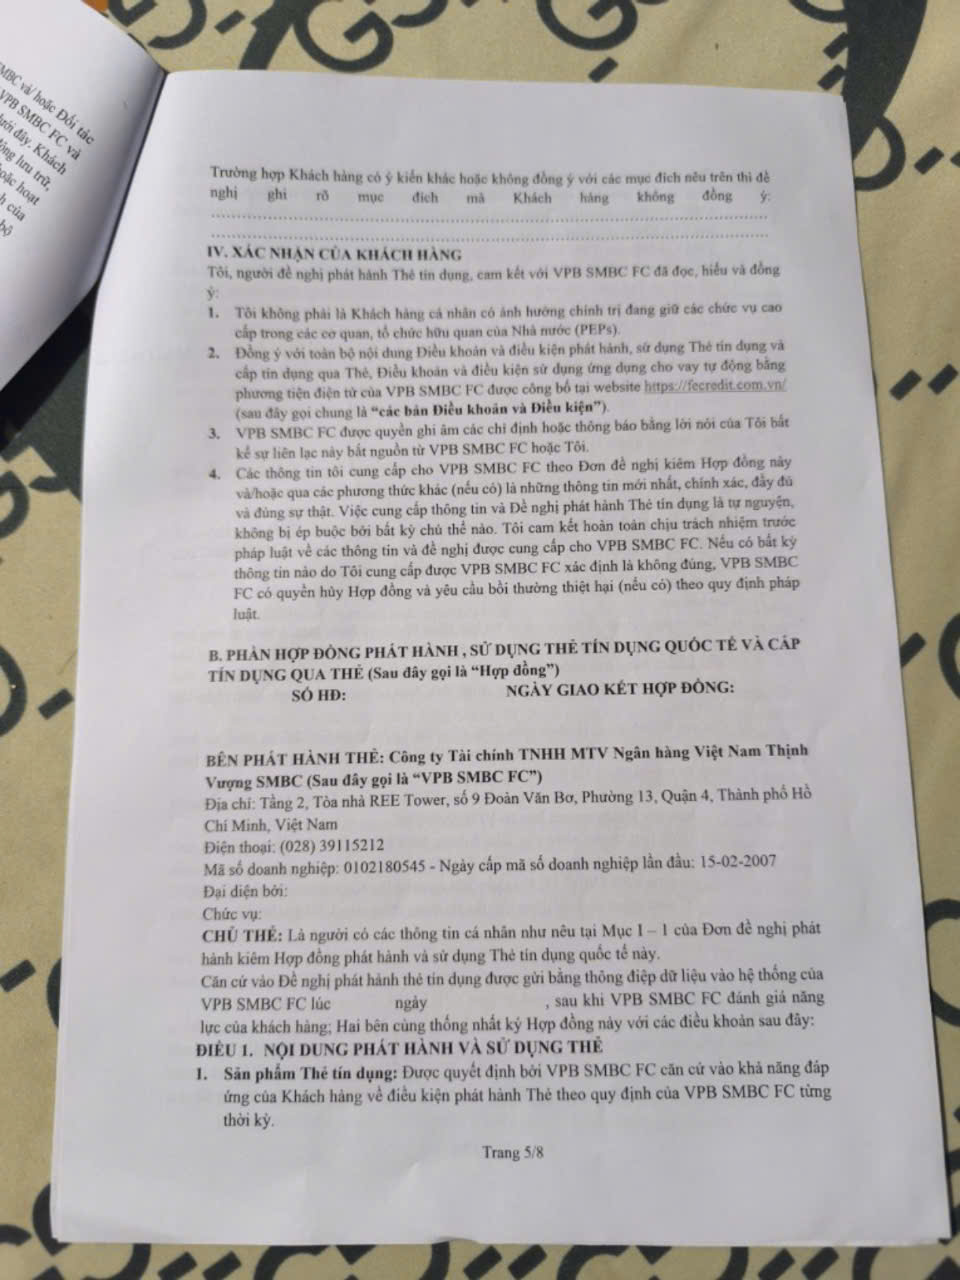 MBC và/ hoặc Đối tác
VPB SMBC FC và
dưới đây. Khách
động lưu trữ,
hoặc hoạt
h của
bộ
Trường hợp Khách hàng có ý kiến khác hoặc không đồng ý với các mục đích nêu trên thì đề
nghị ghi rõ mục đích mà Khách hàng không đồng ý:
IV. XÁC NHẬN CỦA KHÁCH HÀNG
Tôi, người đề nghị phát hành Thẻ tín dụng, cam kết với VPB SMBC FC đã đọc, hiểu và đồng
ý:
1. Tôi không phải là Khách hàng cá nhân có ảnh hưởng chính trị đang giữ các chức vụ cao
cấp trong các cơ quan, tổ chức hữu quan của Nhà nước (PEPs).
2. Đồng ý với toàn bộ nội dung Điều khoản và điều kiện phát hành, sử dụng Thẻ tín dụng và
cấp tín dụng qua Thẻ, Điều khoản và điều kiện sử dụng ứng dụng cho vay tự động bằng
phương tiện điện tử của VPB SMBC FC được công bố tại website https://fecredit.com.vn/
(sau đây gọi chung là “các bản Điều khoản và Điều kiện”).
3. VPB SMBC FC được quyền ghi âm các chỉ định hoặc thông báo bằng lời nói của Tôi bất
kể sự liên lạc này bắt nguồn từ VPB SMBC FC hoặc Tôi.
4. Các thông tin tôi cung cấp cho VPB SMBC FC theo Đơn đề nghị kiêm Hợp đồng này
và/hoặc qua các phương thức khác (nếu có) là những thông tin mới nhất, chính xác, đầy đủ
và đúng sự thật. Việc cung cấp thông tin và Đề nghị phát hành Thẻ tín dụng là tự nguyện,
không bị ép buộc bởi bất kỳ chủ thể nào. Tôi cam kết hoàn toàn chịu trách nhiệm trước
pháp luật về các thông tin và đề nghị được cung cấp cho VPB SMBC FC. Nếu có bất kỳ
thông tin nào do Tôi cung cấp được VPB SMBC FC xác định là không đúng, VPB SMBC
FC có quyền hủy Hợp đồng và yêu cầu bồi thường thiệt hại (nếu có) theo quy định pháp
luật.
B. PHẦN HỢP ĐỒNG PHÁT HÀNH , SỬ DỤNG THẺ TÍN DỤNG QUỐC TẾ VÀ CẤP
TÍN DỤNG QUA THẺ (Sau đây gọi là “Hợp đồng”)
SỐ HĐ: NGÀY GIAO KẾT HỢP ĐỒNG:
BÊN PHÁT HÀNH THẺ: Công ty Tài chính TNHH MTV Ngân hàng Việt Nam Thịnh
Vượng SMBC (Sau đây gọi là “VPB SMBC FC”)
Địa chỉ: Tầng 2, Tòa nhà REE Tower, số 9 Đoàn Văn Bơ, Phường 13, Quận 4, Thành phố Hồ
Chí Minh, Việt Nam
Điện thoại: (028) 39115212
Mã số doanh nghiệp: 0102180545 - Ngày cấp mã số doanh nghiệp lần đầu: 15-02-2007
Đại diện bởi:
Chức vụ:
CHỦ THẺ: Là người có các thông tin cá nhân như nêu tại Mục I – 1 của Đơn đề nghị phát
hành kiêm Hợp đồng phát hành và sử dụng Thẻ tín dụng quốc tế này.
Căn cứ vào Đề nghị phát hành thẻ tín dụng được gửi bằng thông điệp dữ liệu vào hệ thống của
VPB SMBC FC lúc ngày , sau khi VPB SMBC FC đánh giá năng
lực của khách hàng; Hai bên cùng thống nhất ký Hợp đồng này với các điều khoản sau đây:
ĐIỀU 1. NỘI DUNG PHÁT HÀNH VÀ SỬ DỤNG THẺ
1. Sản phẩm Thẻ tín dụng: Được quyết định bởi VPB SMBC FC căn cứ vào khả năng đáp
ứng của Khách hàng về điều kiện phát hành Thẻ theo quy định của VPB SMBC FC từng
thời kỳ.
Trang 5/8